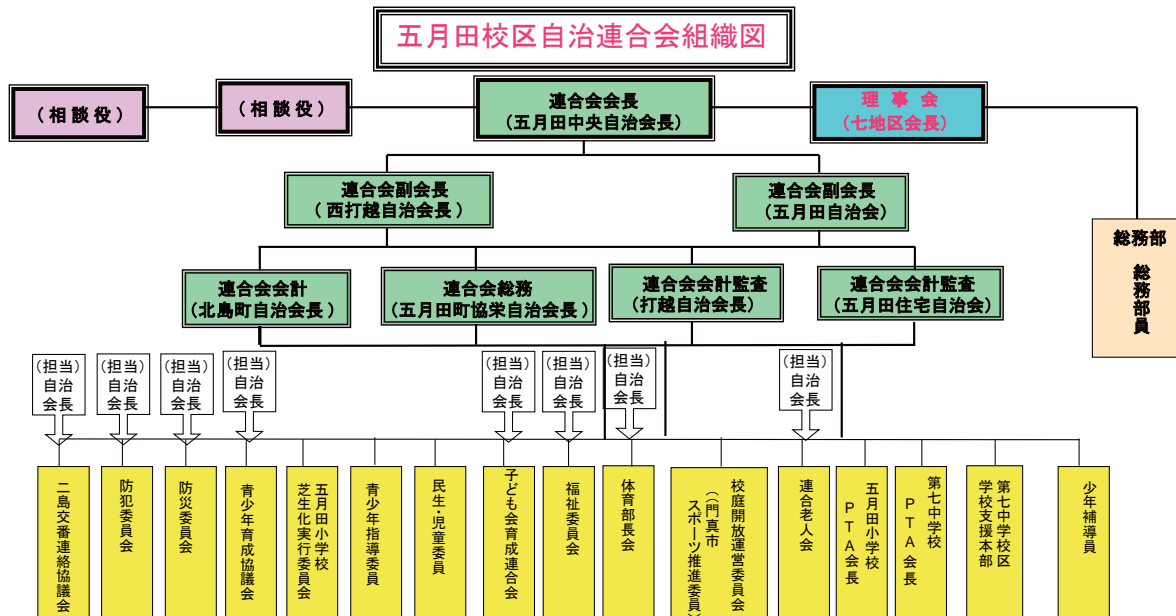 五月田校区自治連合会組織図
(相談役)
(相談役)
連合会会長
(五月田中央自治会長)
理事会
(七地区会長)
連合会副会長
(西打越自治会長)
連合会副会長
(五月田自治会)
総務部
総務部員
連合会会計
(北島町自治会長)
連合会総務
(五月田町協栄自治会長)
連合会会計監査
(打越自治会長)
連合会会計監査
(五月田住宅自治会)
(担当)
自治
会長
(担当)
自治
会長
(担当)
自治
会長
(担当)
自治
会長
(担当)
自治
会長
(担当)
自治
会長
(担当)
自治
会長
(担当)
自治
会長
二島交番連絡協議会
防犯委員会
防災委員会
青少年育成協議会
五月田小学校
芝生化実行委員会
青少年指導委員
民生・児童委員
子ども会育成連合会
福祉委員会
体育部長会
校庭開放運営委員会
((門真市
スポーツ推進委員)
連合老人会
五月田小学校
PTA会長
第七中学校
PTA会長
第七中学校区
学校支援本部
少年補導員